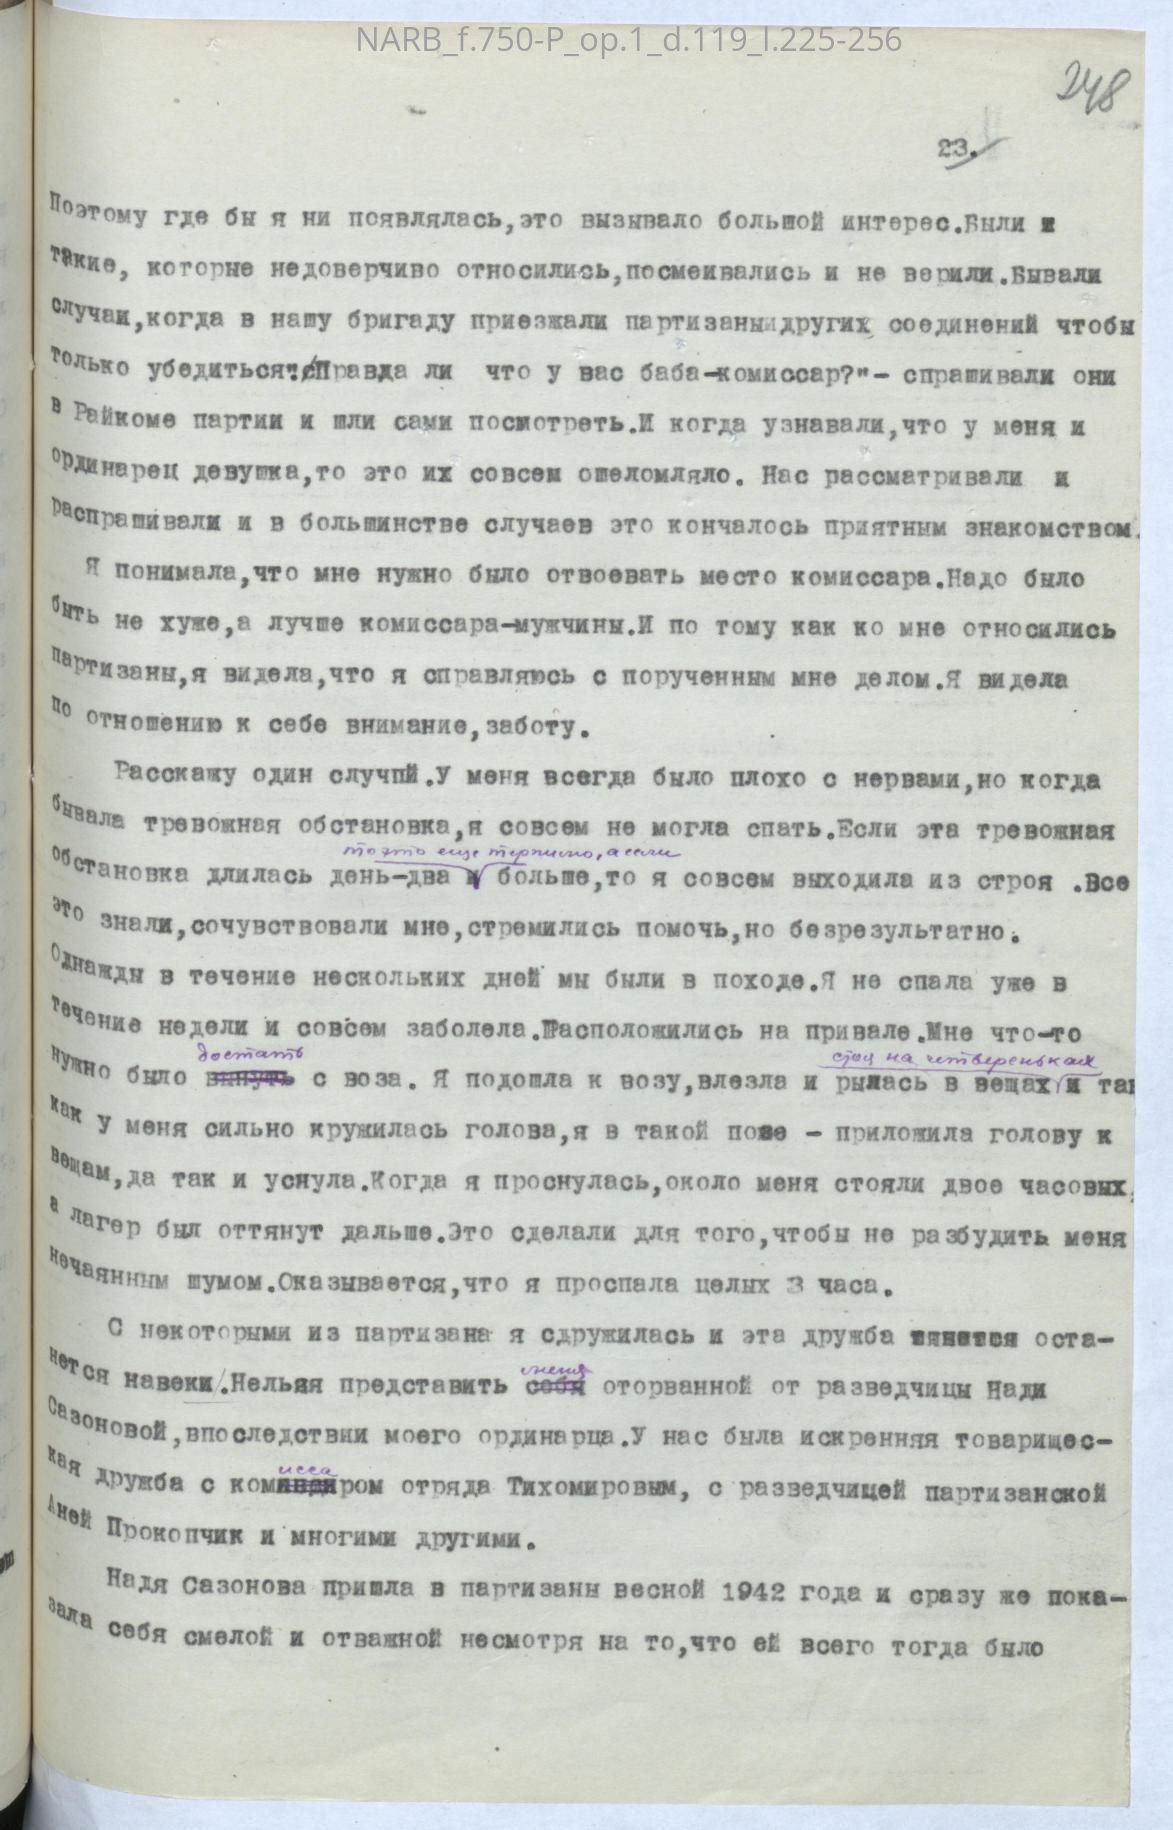 NARB_f.750-P_op.1_d.119_l.225-256
248
23.
Поэтому где бы я ни появлялась,это вызывало большой интерес.Были и
такие, которые недоверчиво относились,посмеивались и не верили.Бывали
случаи,когда в нашу бригаду приезжали партизаныидругих соединений чтобы
только убедиться:"Правда ли что у вас баба-комиссар?"- спрашивали они
в Райкоме партии и шли сами посмотреть.И когда узнавали,что у меня и
ординарец девушка,то это их совсем ошеломляло. Нас рассматривали и
распрашивали и в большинстве случаев это кончалось приятным знакомством.
Я понимала,что мне нужно было отвоевать место комиссара.Надо было
быть не хуже,а лучше комиссара-мужчины.И по тому как ко мне относились
партизаны,я видела,что я справляюсь с порученным мне делом.Я видела
по отношению к себе внимание,заботу.
Расскажу один случпй.У меня всегда было плохо с нервами,но когда
бывала тревожная обстановка,я совсем не могла спать.Если эта тревожная
то это еще терпимо, а если
обстановка длилась день-два и больше,то я совсем выходила из строя .Все
это знали,сочувствовали мне,стремились помочь,но безрезультатно.
Однажды в течение нескольких дней мы были в походе.Я не спала уже в
течение недели и совсем заболела.Расположились на привале.Мне что-то
достать стоя на четвереньках
нужно было с воза. Я подошла к возу,влезла и рылась в вещах и так
как у меня сильно кружилась голова,я в такой позе - приложила голову к
вещам,да так и уснула.Когда я проснулась,около меня стояли двое часовых,
а лагер был оттянут дальше.Это сделали для того,чтобы не разбудить меня
нечаянным шумом.Оказывается,что я проспала целых 3 часа.
С некоторыми из партизана я сдружилась и эта дружба оста-
нется навеки.Нельзя представить
меня
себя оторванной от разведчицы Нади
Сазоновой,впоследствии моего ординарца.У нас была искренняя товарищес-
исса
кая дружба с командиром отряда Тихомировым, с разведчицей партизанской
Аней Прокопчик и многими другими.
Надя Сазонова пришла в партизаны весной 1942 года и сразу же пока-
зала себя смелой и отважной несмотря на то,что ей всего тогда было